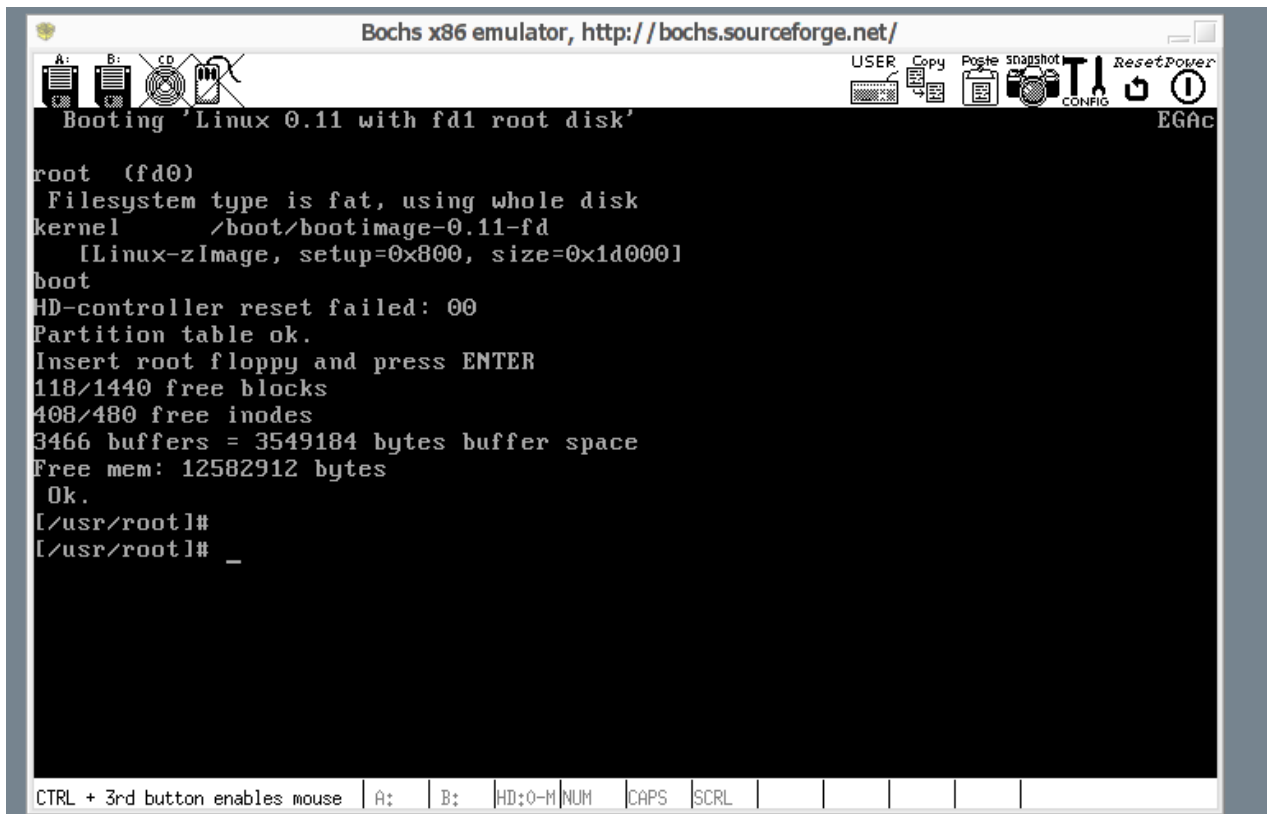 Bochs x86 emulator, http://bochs.sourceforge.net/
A: B: CD USER Copy Paste snapshot CONFIG Reset Power
Booting 'Linux 0.11 with fd1 root disk' EGAc
root (fd0)
Filesystem type is fat, using whole disk
kernel /boot/bootimage-0.11-fd
[Linux-zImage, setup=0x800, size=0x1d000]
boot
HD-controller reset failed: 00
Partition table ok.
Insert root floppy and press ENTER
118/1440 free blocks
408/480 free inodes
3466 buffers = 3549184 bytes buffer space
Free mem: 12582912 bytes
Ok.
[/usr/root]#
[/usr/root]# _
CTRL + 3rd button enables mouse A: B: HD:0-M NUM CAPS SCRL